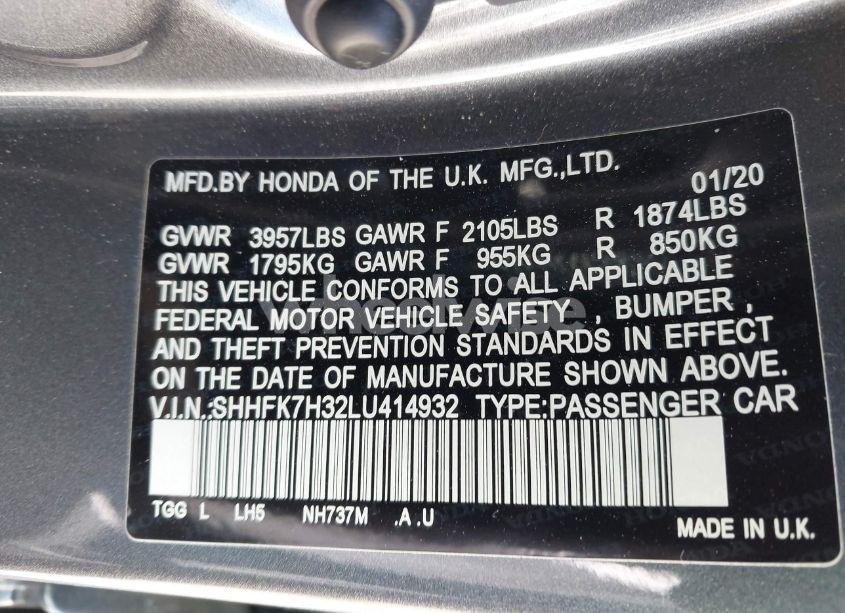 MFD.BY HONDA OF THE U.K. MFG.,LTD. 01/20
GVWR 3957LBS GAWR F 2105LBS R 1874LBS
GVWR 1795KG GAWR F 955KG R 850KG
THIS VEHICLE CONFORMS TO ALL APPLICABLE
FEDERAL MOTOR VEHICLE SAFETY , BUMPER ,
AND THEFT PREVENTION STANDARDS IN EFFECT
ON THE DATE OF MANUFACTURE SHOWN ABOVE.
V.I.N.:SHHFK7H32LU414932 TYPE:PASSENGER CAR
TGG L LH5 NH737M .A .U
MADE IN U.K.
wheelwise